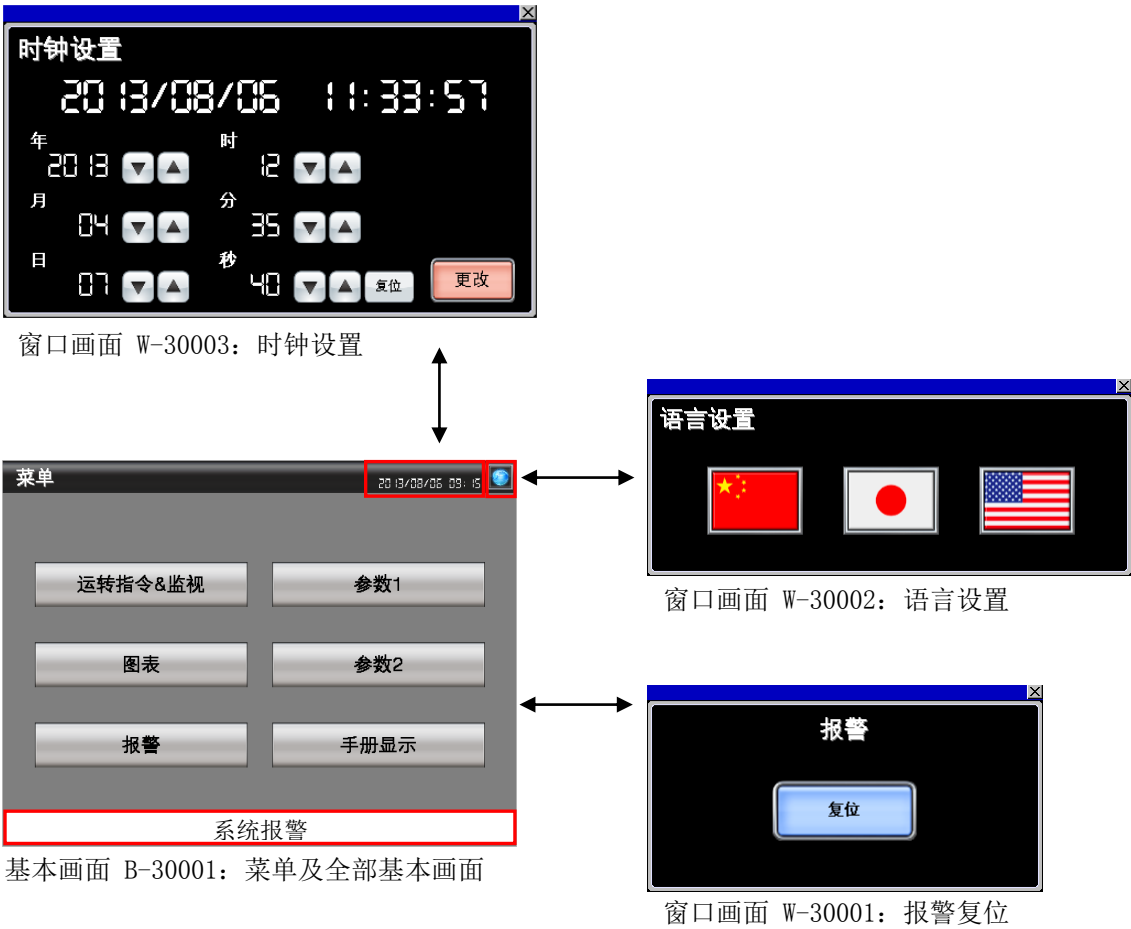 时钟设置
2013/08/06 11:33:57
年
时
2013
12
月
分
04
35
日
秒
07
40
复位
更改
窗口画面 W-30003：时钟设置
语言设置
窗口画面 W-30002：语言设置
菜单
2013/08/06 09:15
运转指令&监视
参数1
图表
参数2
报警
手册显示
系统报警
基本画面 B-30001：菜单及全部基本画面
报警
复位
窗口画面 W-30001：报警复位